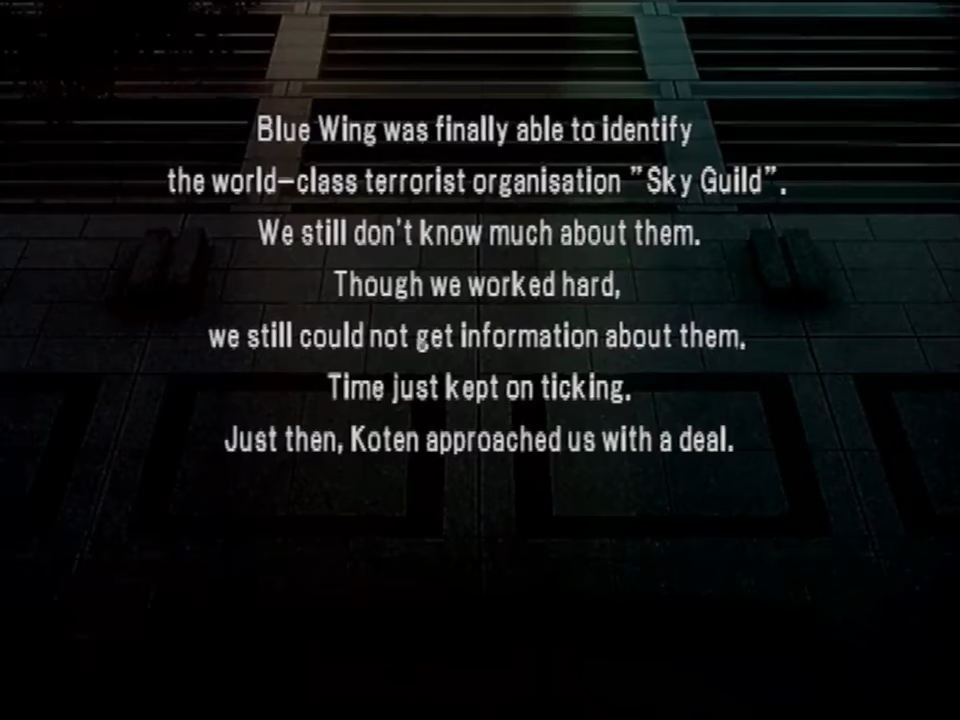 Blue Wing was finally able to identify
the world-class terrorist organisation "Sky Guild".
We still don't know much about them.
Though we worked hard,
we still could not get information about them.
Time just kept on ticking.
Just then, Koten approached us with a deal.